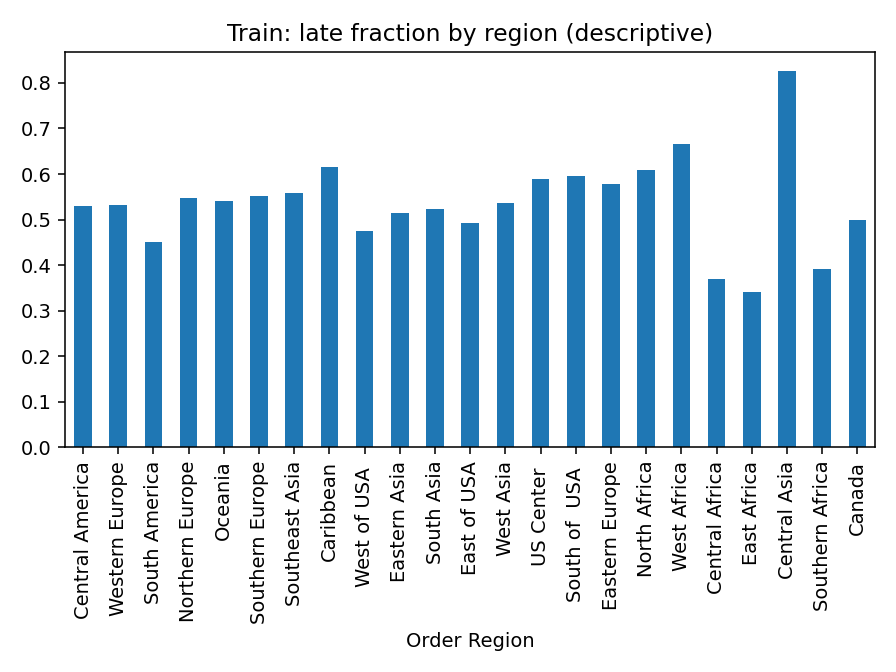 Train: late fraction by region (descriptive)
0.8
0.7
0.6
0.5
0.4
0.3
0.2
0.1
0.0
Central America
Western Europe
South America
Northern Europe
Oceania
Southern Europe
Southeast Asia
Caribbean
West of USA
Eastern Asia
South Asia
East of USA
West Asia
US Center
South of  USA
Eastern Europe
North Africa
West Africa
Central Africa
East Africa
Central Asia
Southern Africa
Canada
Order Region